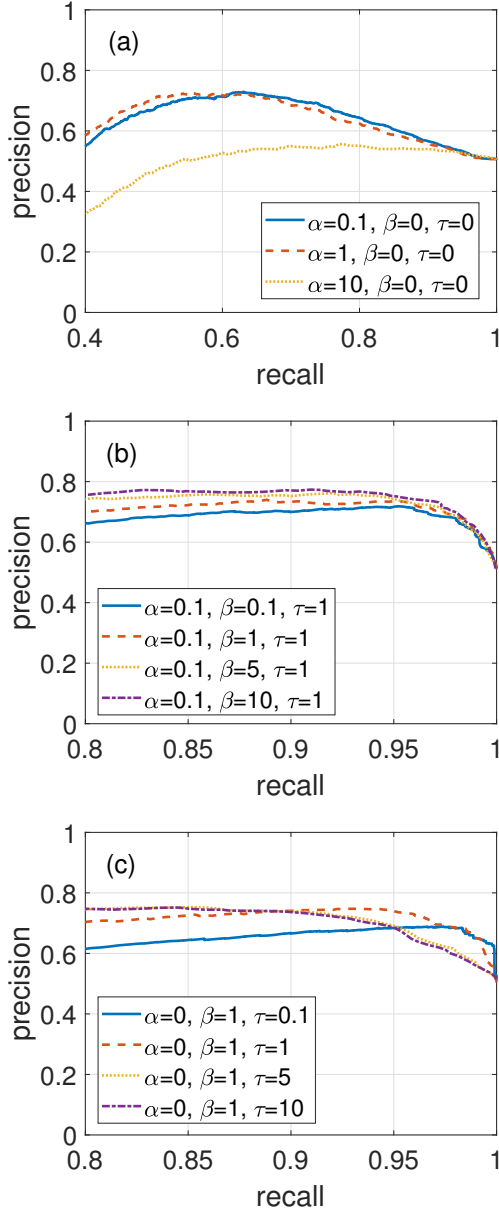 (a)
precision
1
0.8
0.6
0.4
0.2
0
α=0.1, β=0, τ=0
α=1, β=0, τ=0
α=10, β=0, τ=0
0.4 0.6 0.8 1
recall
(b)
precision
1
0.8
0.6
0.4
0.2
0
α=0.1, β=0.1, τ=1
α=0.1, β=1, τ=1
α=0.1, β=5, τ=1
α=0.1, β=10, τ=1
0.8 0.85 0.9 0.95 1
recall
(c)
precision
1
0.8
0.6
0.4
0.2
0
α=0, β=1, τ=0.1
α=0, β=1, τ=1
α=0, β=1, τ=5
α=0, β=1, τ=10
0.8 0.85 0.9 0.95 1
recall